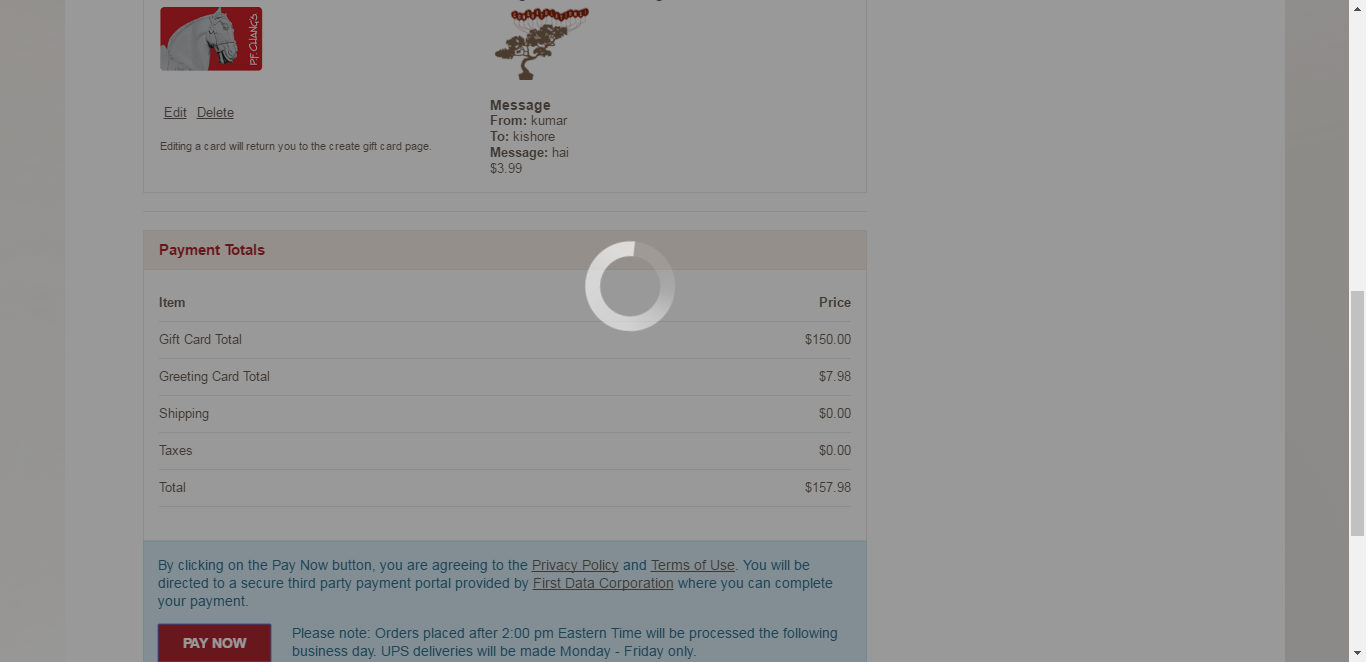 P.F. CHANG'S
Edit Delete
Editing a card will return you to the create gift card page.
Message
From: kumar
To: kishore
Message: hai
$3.99
Payment Totals
Item Price
Gift Card Total $150.00
Greeting Card Total $7.98
Shipping $0.00
Taxes $0.00
Total $157.98
By clicking on the Pay Now button, you are agreeing to the Privacy Policy and Terms of Use. You will be
directed to a secure third party payment portal provided by First Data Corporation where you can complete
your payment.
PAY NOW
Please note: Orders placed after 2:00 pm Eastern Time will be processed the following
business day. UPS deliveries will be made Monday - Friday only.